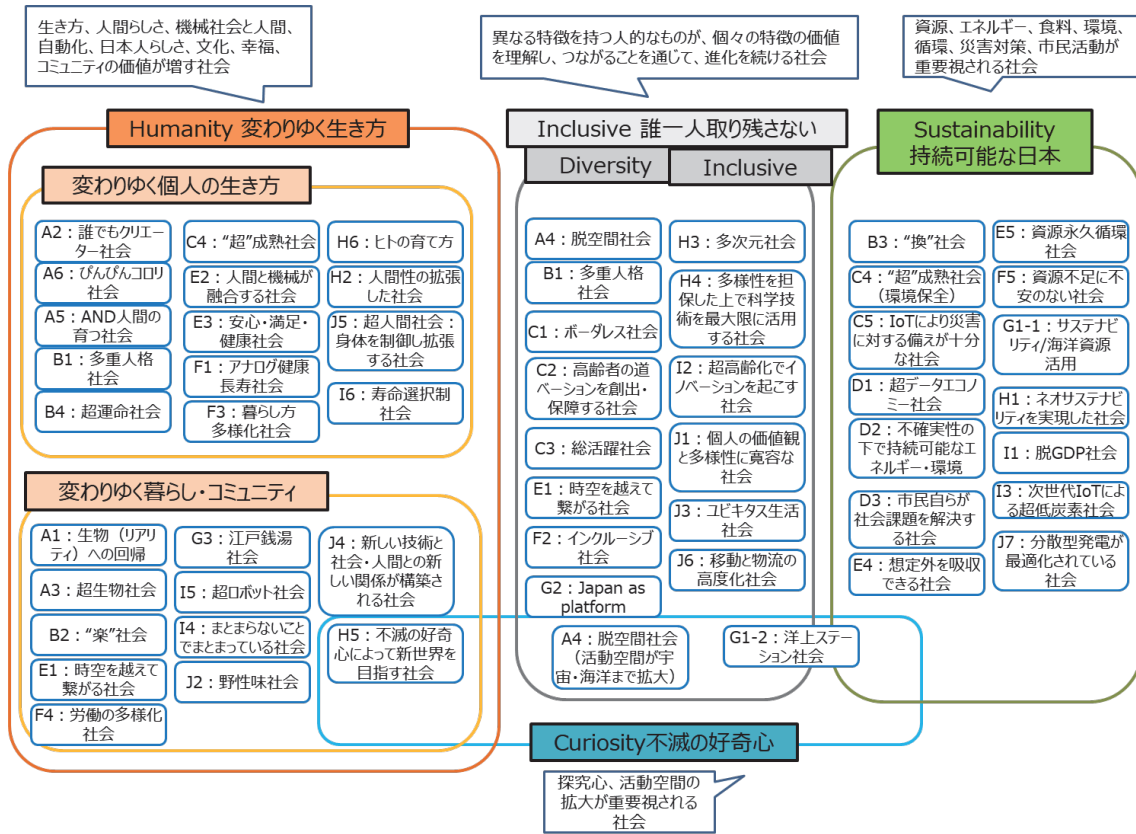 生き方、人間らしさ、機械社会と人間、
自動化、日本人らしさ、文化、幸福、
コミュニティの価値が増す社会
異なる特徴を持つ人的なものが、個々の特徴の価値
を理解し、つながることを通じて、進化を続ける社会
資源、エネルギー、食料、環境、
循環、災害対策、市民活動が
重要視される社会
Humanity 変わりゆく生き方
変わりゆく個人の生き方
A2：誰でもクリエー
ター社会
A6：ぴんぴんコロリ
社会
A5：AND人間の
育つ社会
B1：多重人格
社会
B4：超運命社会
C4：“超”成熟社会
E2：人間と機械が
融合する社会
E3：安心・満足・
健康社会
F1：アナログ健康
長寿社会
F3：暮らし方
多様化社会
H6：ヒトの育て方
H2：人間性の拡張
した社会
J5：超人間社会：
身体を制御し拡張
する社会
I6：寿命選択制
社会
変わりゆく暮らし・コミュニティ
A1：生物（リアリ
ティ）への回帰
A3：超生物社会
B2：“楽”社会
E1：時空を越えて
繋がる社会
F4：労働の多様化
社会
G3：江戸銭湯
社会
I5：超ロボット社会
I4：まとまらないこと
でまとまっている社会
J2：野性味社会
J4：新しい技術と
社会・人間との新
しい関係が構築さ
れる社会
H5：不滅の好奇
心によって新世界を
目指す社会
Inclusive 誰一人取り残さない
Diversity
Inclusive
A4：脱空間社会
B1：多重人格
社会
C1：ボーダレス社会
C2：高齢者の道
ベーションを創出・
保障する社会
C3：総活躍社会
E1：時空を越えて
繋がる社会
F2：インクルーシブ
社会
G2：Japan as
platform
H3：多次元社会
H4：多様性を担
保した上で科学技
術を最大限に活用
する社会
I2：超高齢化でイ
ノベーションを起こす
社会
J1：個人の価値観
と多様性に寛容な
社会
J3：ユビキタス生活
社会
J6：移動と物流の
高度化社会
A4：脱空間社会
（活動空間が宇
宙・海洋まで拡大）
G1-2：洋上ステー
ション社会
Sustainability
持続可能な日本
B3：“換”社会
C4：“超”成熟社会
（環境保全）
C5：IoTにより災害
に対する備えが十分
な社会
D1：超データエコノ
ミー社会
D2：不確実性の
下で持続可能なエ
ネルギー・環境
D3：市民自らが
社会課題を解決す
る社会
E4：想定外を吸収
できる社会
E5：資源永久循環
社会
F5：資源不足に不
安のない社会
G1-1：サステナビ
リティ/海洋資源
活用
H1：ネオサステナビ
リティを実現した社会
I1：脱GDP社会
I3：次世代IoTによ
る超低炭素社会
J7：分散型発電が
最適化されている
社会
Curiosity不滅の好奇心
探究心、活動空間の
拡大が重要視される
社会